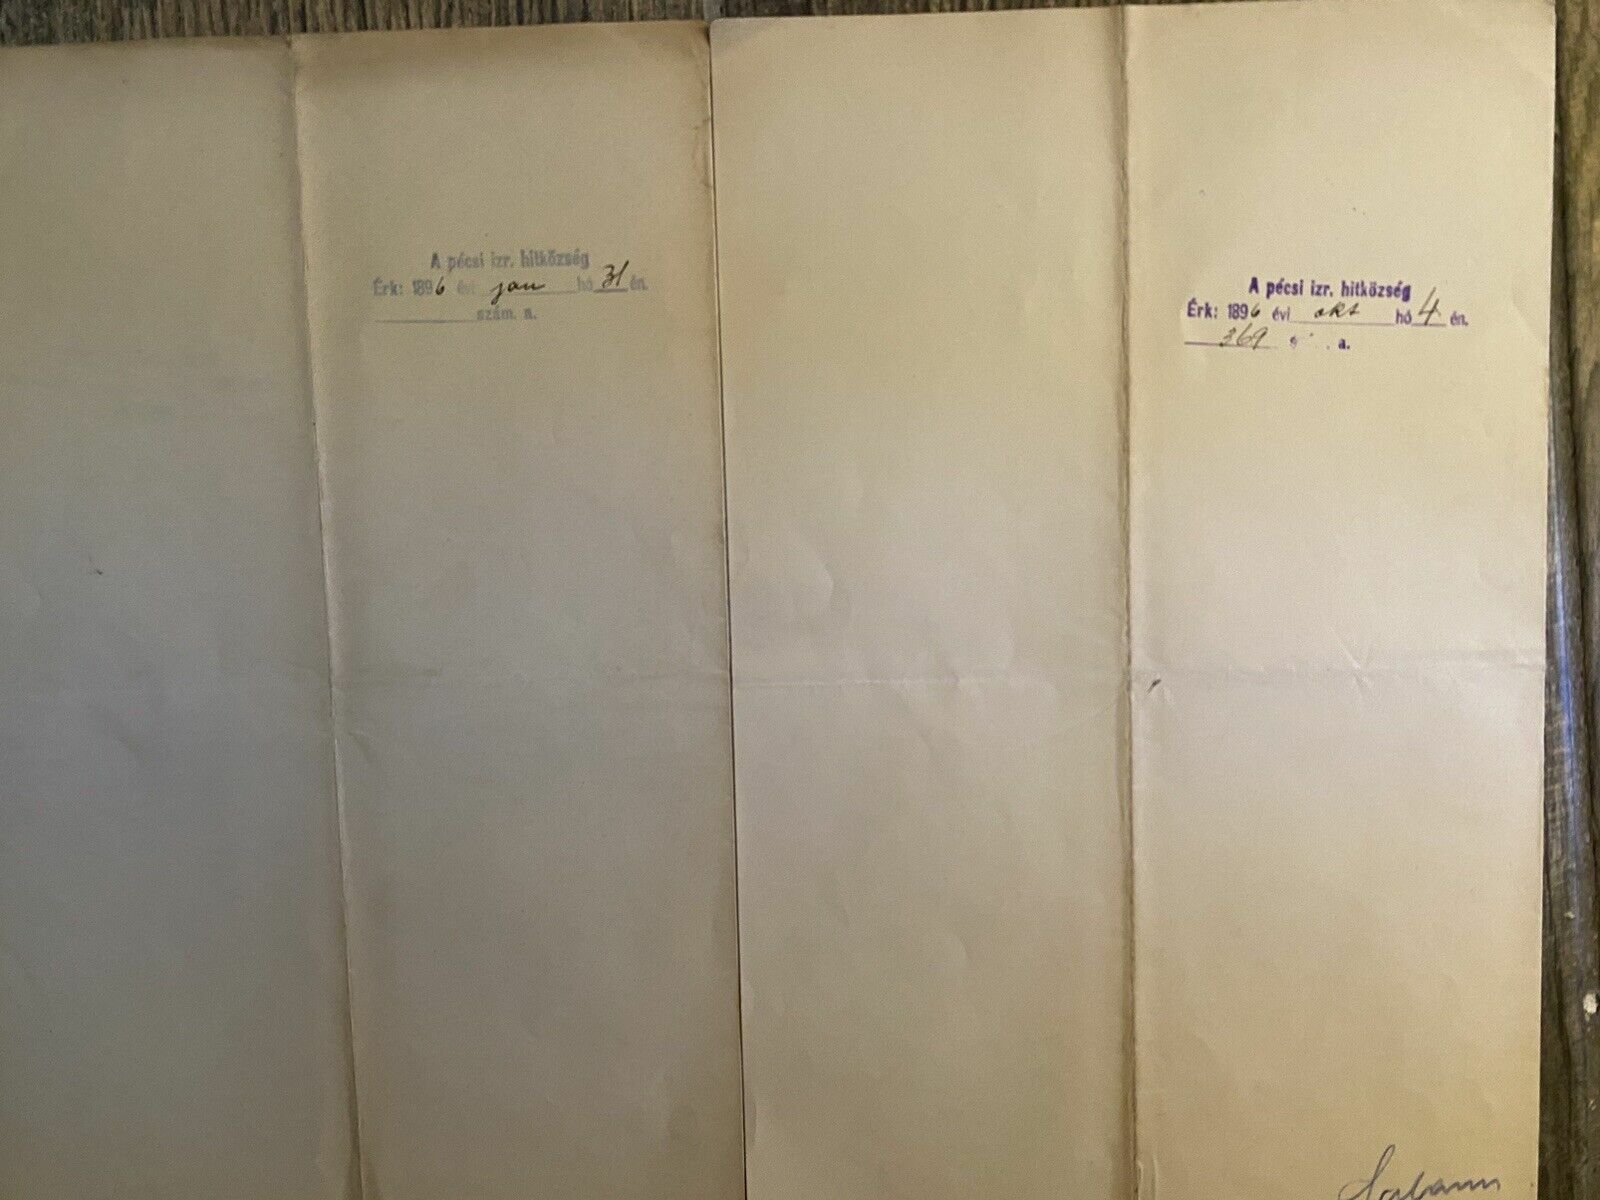 A pécsi izr. hitközség
Érk: 1896 évi jan hó 31 én.
szám. a.
A pécsi izr. hitközség
Érk: 1896 évi okt hó 4 én.
369 a.